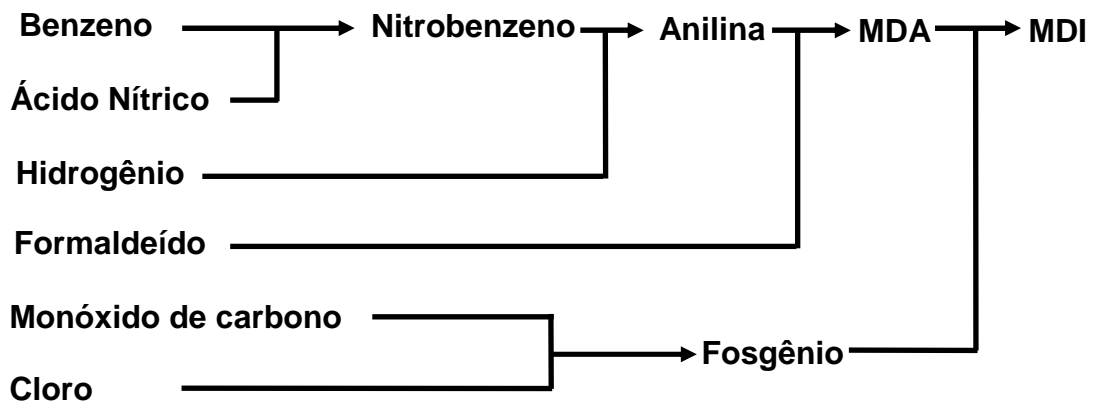 Benzeno Nitrobenzeno Anilina MDA MDI
Ácido Nítrico
Hidrogênio
Formaldeído
Monóxido de carbono
Fosgênio
Cloro